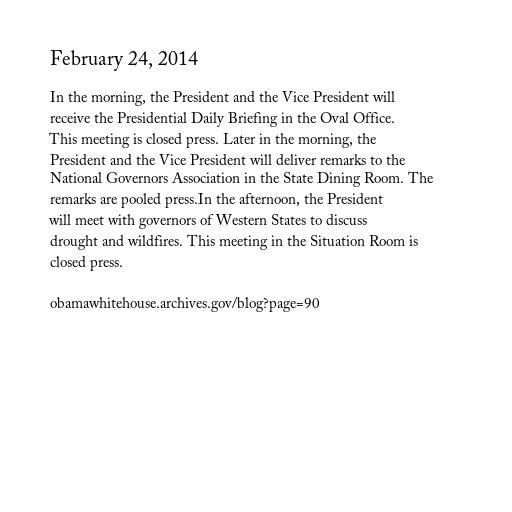 February 24, 2014
In the morning, the President and the Vice President will
receive the Presidential Daily Briefing in the Oval Office.
This meeting is closed press. Later in the morning, the
President and the Vice President will deliver remarks to the
National Governors Association in the State Dining Room. The
remarks are pooled press.In the afternoon, the President
will meet with governors of Western States to discuss
drought and wildfires. This meeting in the Situation Room is
closed press.
obamawhitehouse.archives.gov/blog?page=90